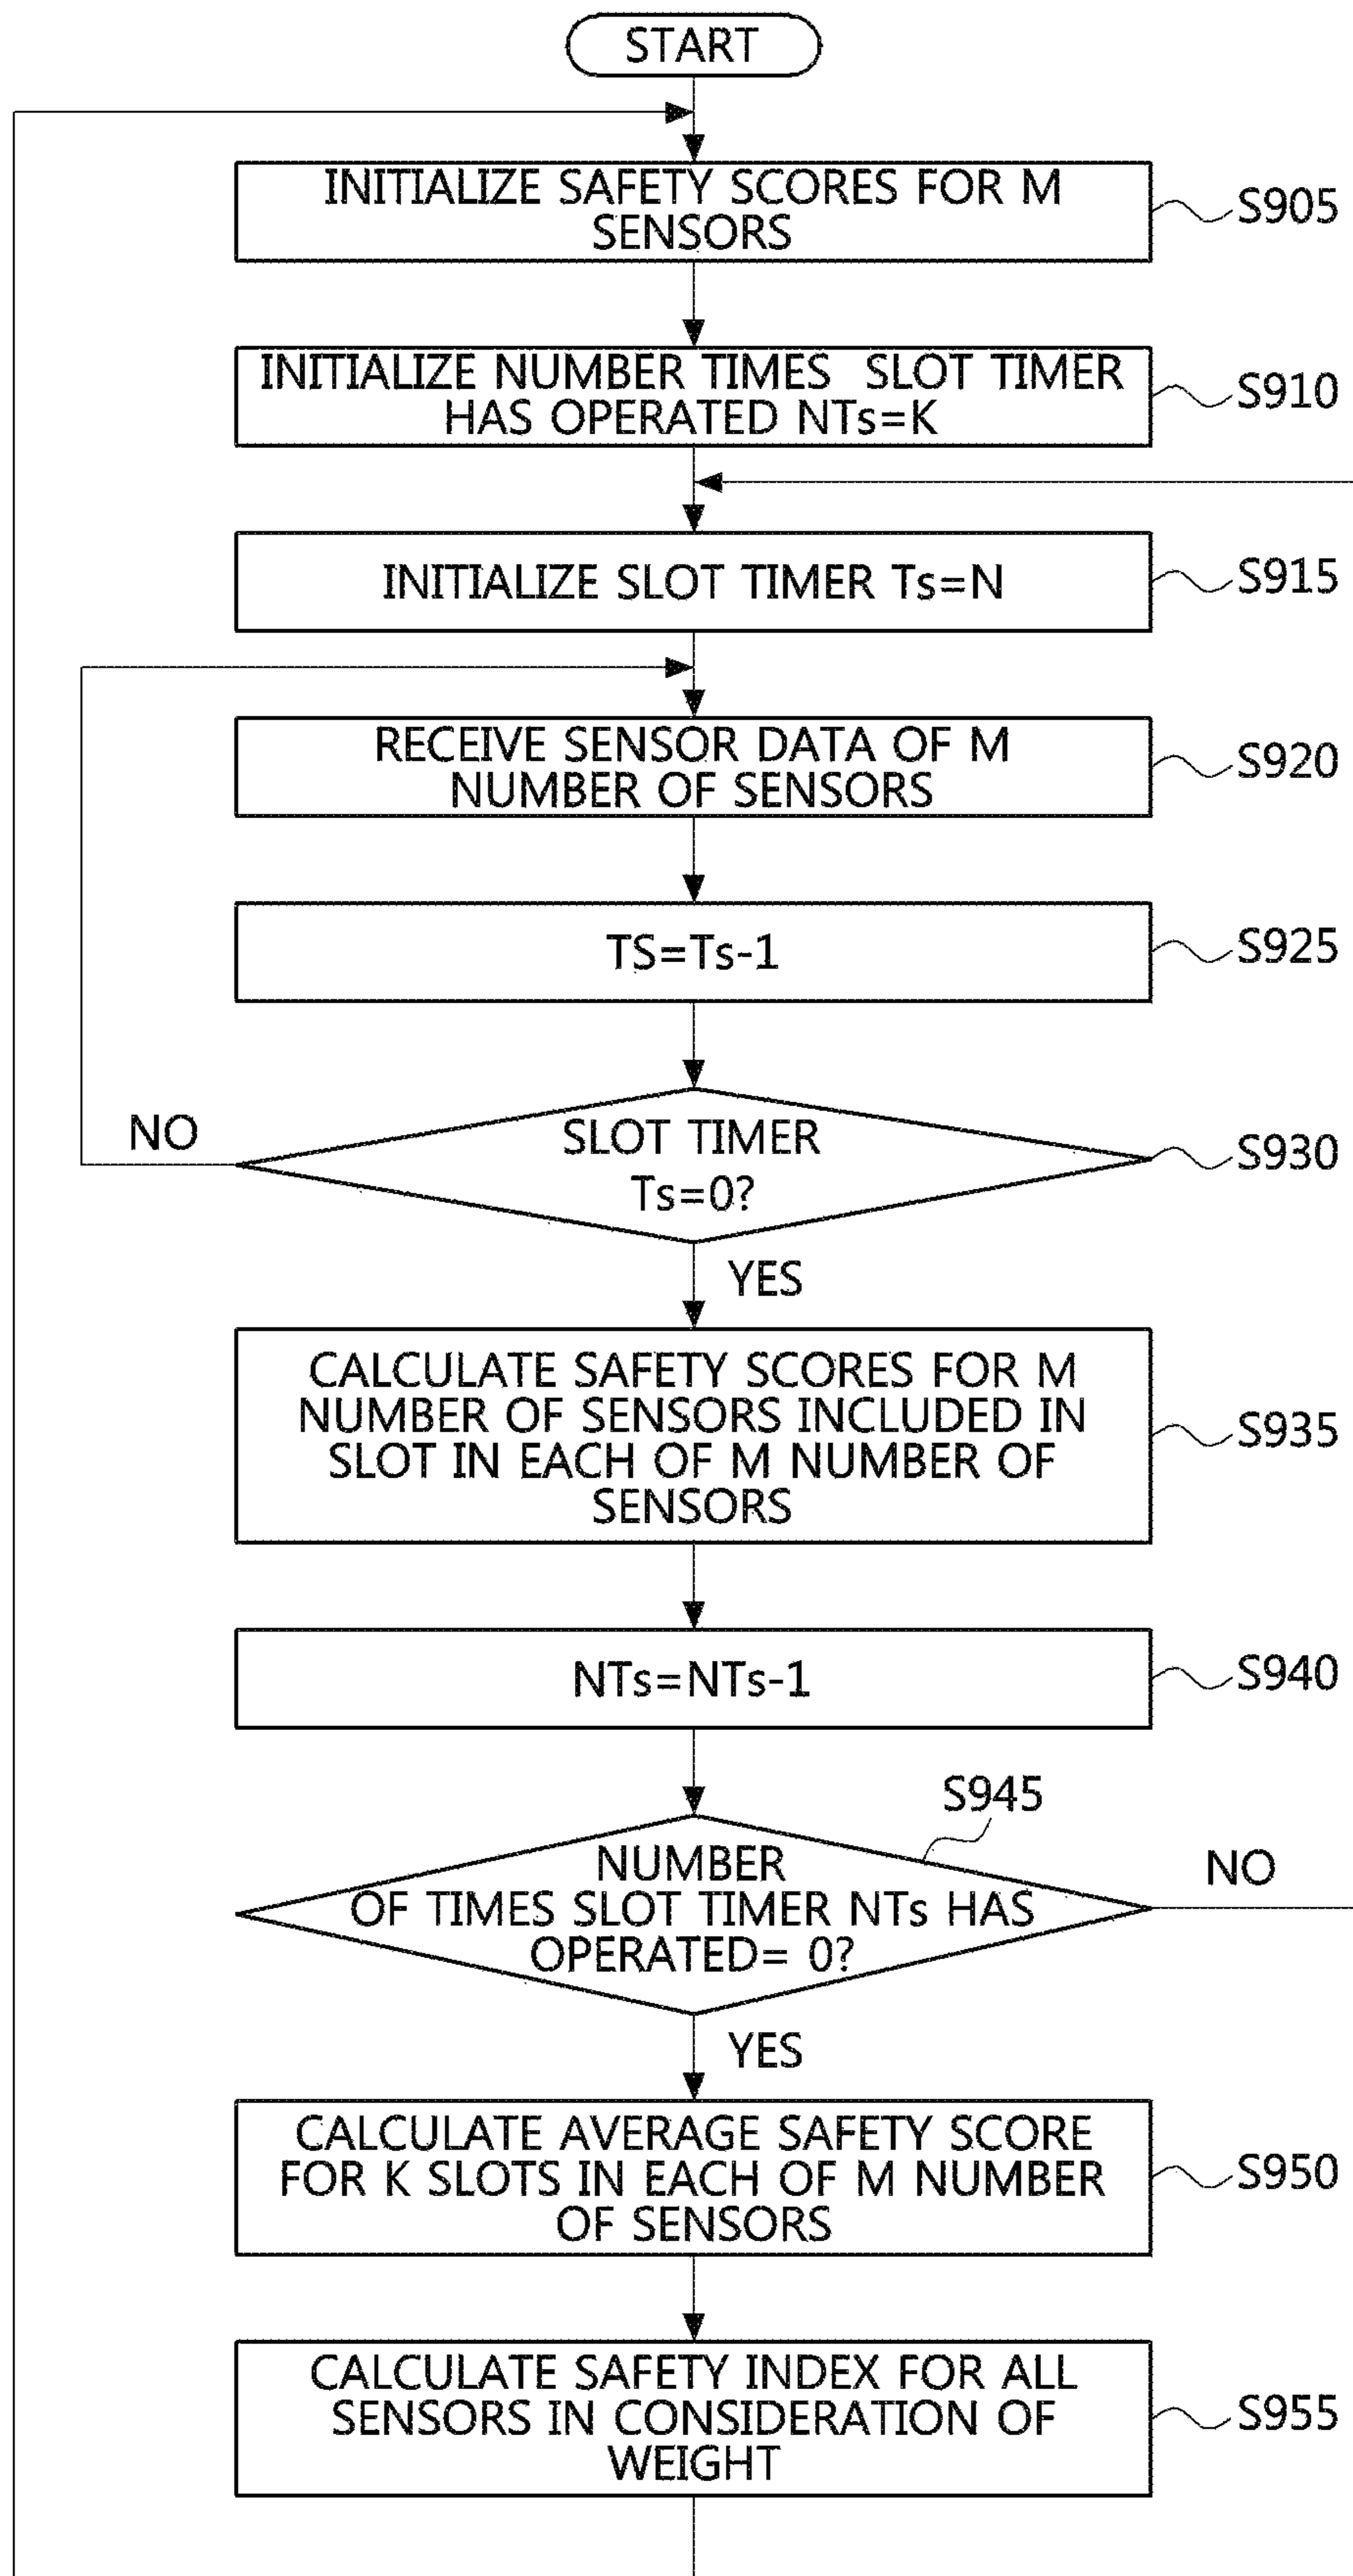 START
INITIALIZE SAFETY SCORES FOR M
SENSORS
S905
INITIALIZE NUMBER TIMES SLOT TIMER
HAS OPERATED NTs=K
S910
INITIALIZE SLOT TIMER Ts=N
S915
RECEIVE SENSOR DATA OF M
NUMBER OF SENSORS
S920
TS=Ts-1
S925
NO
SLOT TIMER
Ts=0?
S930
YES
CALCULATE SAFETY SCORES FOR M
NUMBER OF SENSORS INCLUDED IN
SLOT IN EACH OF M NUMBER OF
SENSORS
S935
NTs=NTs-1
S940
S945
NUMBER
OF TIMES SLOT TIMER NTs HAS
OPERATED= 0?
NO
YES
CALCULATE AVERAGE SAFETY SCORE
FOR K SLOTS IN EACH OF M NUMBER
OF SENSORS
S950
CALCULATE SAFETY INDEX FOR ALL
SENSORS IN CONSIDERATION OF
WEIGHT
S955